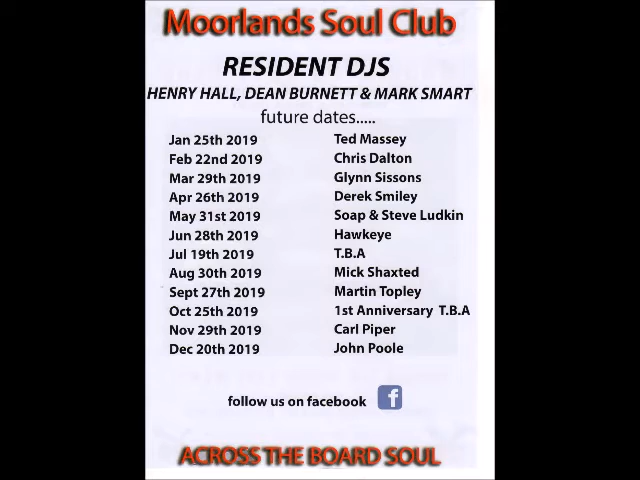 Moorlands Soul Club
RESIDENT DJS
HENRY HALL, DEAN BURNETT & MARK SMART
future dates.....
Jan 25th 2019 Ted Massey
Feb 22nd 2019 Chris Dalton
Mar 29th 2019 Glynn Sissons
Apr 26th 2019 Derek Smiley
May 31st 2019 Soap & Steve Ludkin
Jun 28th 2019 Hawkeye
Jul 19th 2019 T.B.A
Aug 30th 2019 Mick Shaxted
Sept 27th 2019 Martin Topley
Oct 25th 2019 1st Anniversary T.B.A
Nov 29th 2019 Carl Piper
Dec 20th 2019 John Poole
follow us on facebook f
ACROSS THE BOARD SOUL